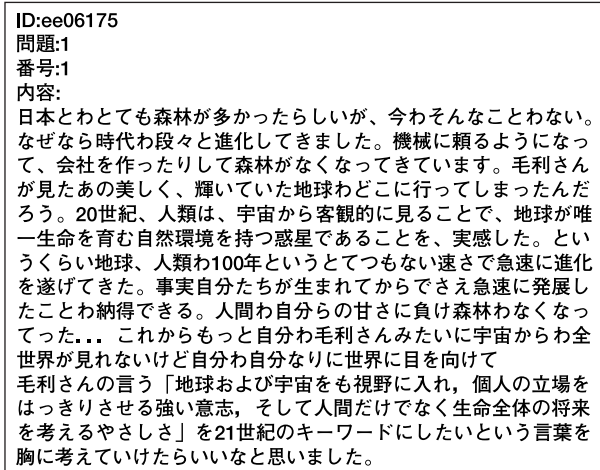 ID:ee06175
問題:1
番号:1
内容:
日本とわとても森林が多かったらしいが、今わそんなことわない。
なぜなら時代わ段々と進化してきました。機械に頼るようになっ
て、会社を作ったりして森林がなくなってきています。毛利さん
が見たあの美しく、輝いていた地球わどこに行ってしまったんだ
ろう。20世紀、人類は、宇宙から客観的に見ることで、地球が唯
一生命を育む自然環境を持つ惑星であることを、実感した。とい
うくらい地球、人類わ100年というとてつもない速さで急速に進化
を遂げてきた。事実自分たちが生まれてからでさえ急速に発展し
たことわ納得できる。人間わ自分らの甘さに負け森林わなくなっ
てった... これからもっと自分わ毛利さんみたいに宇宙からわ全
世界が見れないけど自分わ自分なりに世界に目を向けて
毛利さんの言う「地球および宇宙をも視野に入れ，個人の立場を
はっきりさせる強い意志，そして人間だけでなく生命全体の将来
を考えるやさしさ」を21世紀のキーワードにしたいという言葉を
胸に考えていけたらいいなと思いました。